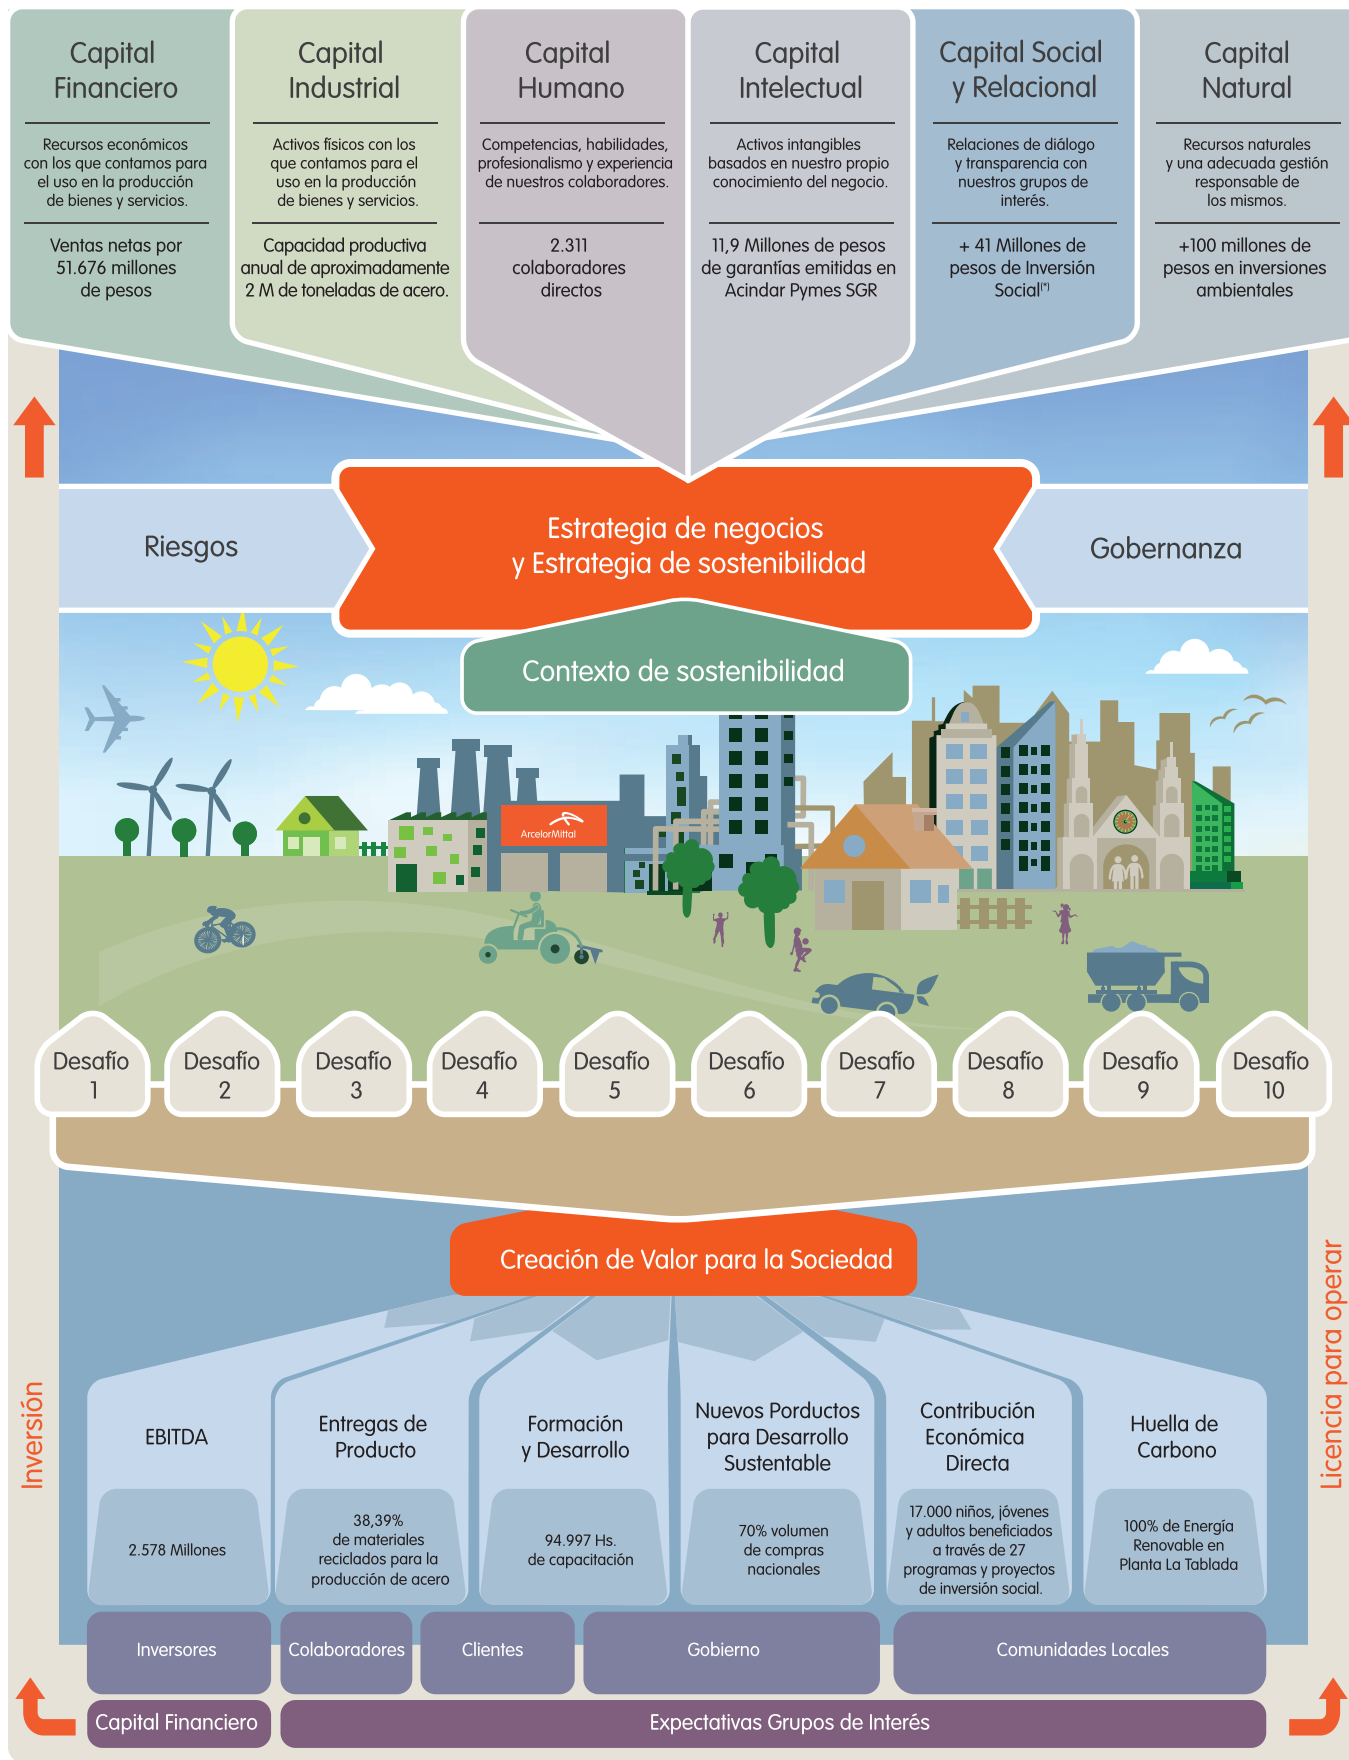 Capital
Financiero
Recursos económicos
con los que contamos para
el uso en la producción
de bienes y servicios.
Ventas netas por
51.676 millones
de pesos
Capital
Industrial
Activos físicos con los
que contamos para el
uso en la producción
de bienes y servicios.
Capacidad productiva
anual de aproximadamente
2 M de toneladas de acero.
Capital
Humano
Competencias, habilidades,
profesionalismo y experiencia
de nuestros colaboradores.
2.311
colaboradores
directos
Capital
Intelectual
Activos intangibles
basados en nuestro propio
conocimiento del negocio.
11,9 Millones de pesos
de garantías emitidas en
Acindar Pymes SGR
Capital Social
y Relacional
Relaciones de diálogo
y transparencia con
nuestros grupos de
interés.
+ 41 Millones de
pesos de Inversión
Social(*)
Capital
Natural
Recursos naturales
y una adecuada gestión
responsable de
los mismos.
+100 millones de
pesos en inversiones
ambientales
Riesgos
Estrategia de negocios
y Estrategia de sostenibilidad
Gobernanza
Contexto de sostenibilidad
ArcelorMittal
Desafío
1
Desafío
2
Desafío
3
Desafío
4
Desafío
5
Desafío
6
Desafío
7
Desafío
8
Desafío
9
Desafío
10
Creación de Valor para la Sociedad
Inversión
Licencia para operar
EBITDA
2.578 Millones
Entregas de
Producto
38,39%
de materiales
reciclados para la
producción de acero
Formación
y Desarrollo
94.997 Hs.
de capacitación
Nuevos Porductos
para Desarrollo
Sustentable
70% volumen
de compras
nacionales
Contribución
Económica
Directa
17.000 niños, jóvenes
y adultos beneficiados
a través de 27
programas y proyectos
de inversión social.
Huella de
Carbono
100% de Energía
Renovable en
Planta La Tablada
Inversores
Colaboradores
Clientes
Gobierno
Comunidades Locales
Capital Financiero
Expectativas Grupos de Interés